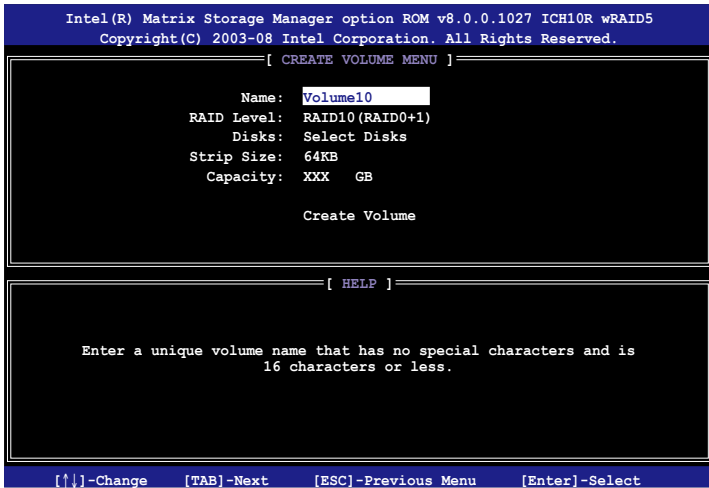 Intel(R) Matrix Storage Manager option ROM v8.0.0.1027 ICH10R wRAID5
Copyright(C) 2003-08 Intel Corporation. All Rights Reserved.
[ CREATE VOLUME MENU ]
Name: Volume10
RAID Level: RAID10(RAID0+1)
Disks: Select Disks
Strip Size: 64KB
Capacity: XXX GB
Create Volume
[ HELP ]
Enter a unique volume name that has no special characters and is
16 characters or less.
[↑↓]-Change [TAB]-Next [ESC]-Previous Menu [Enter]-Select